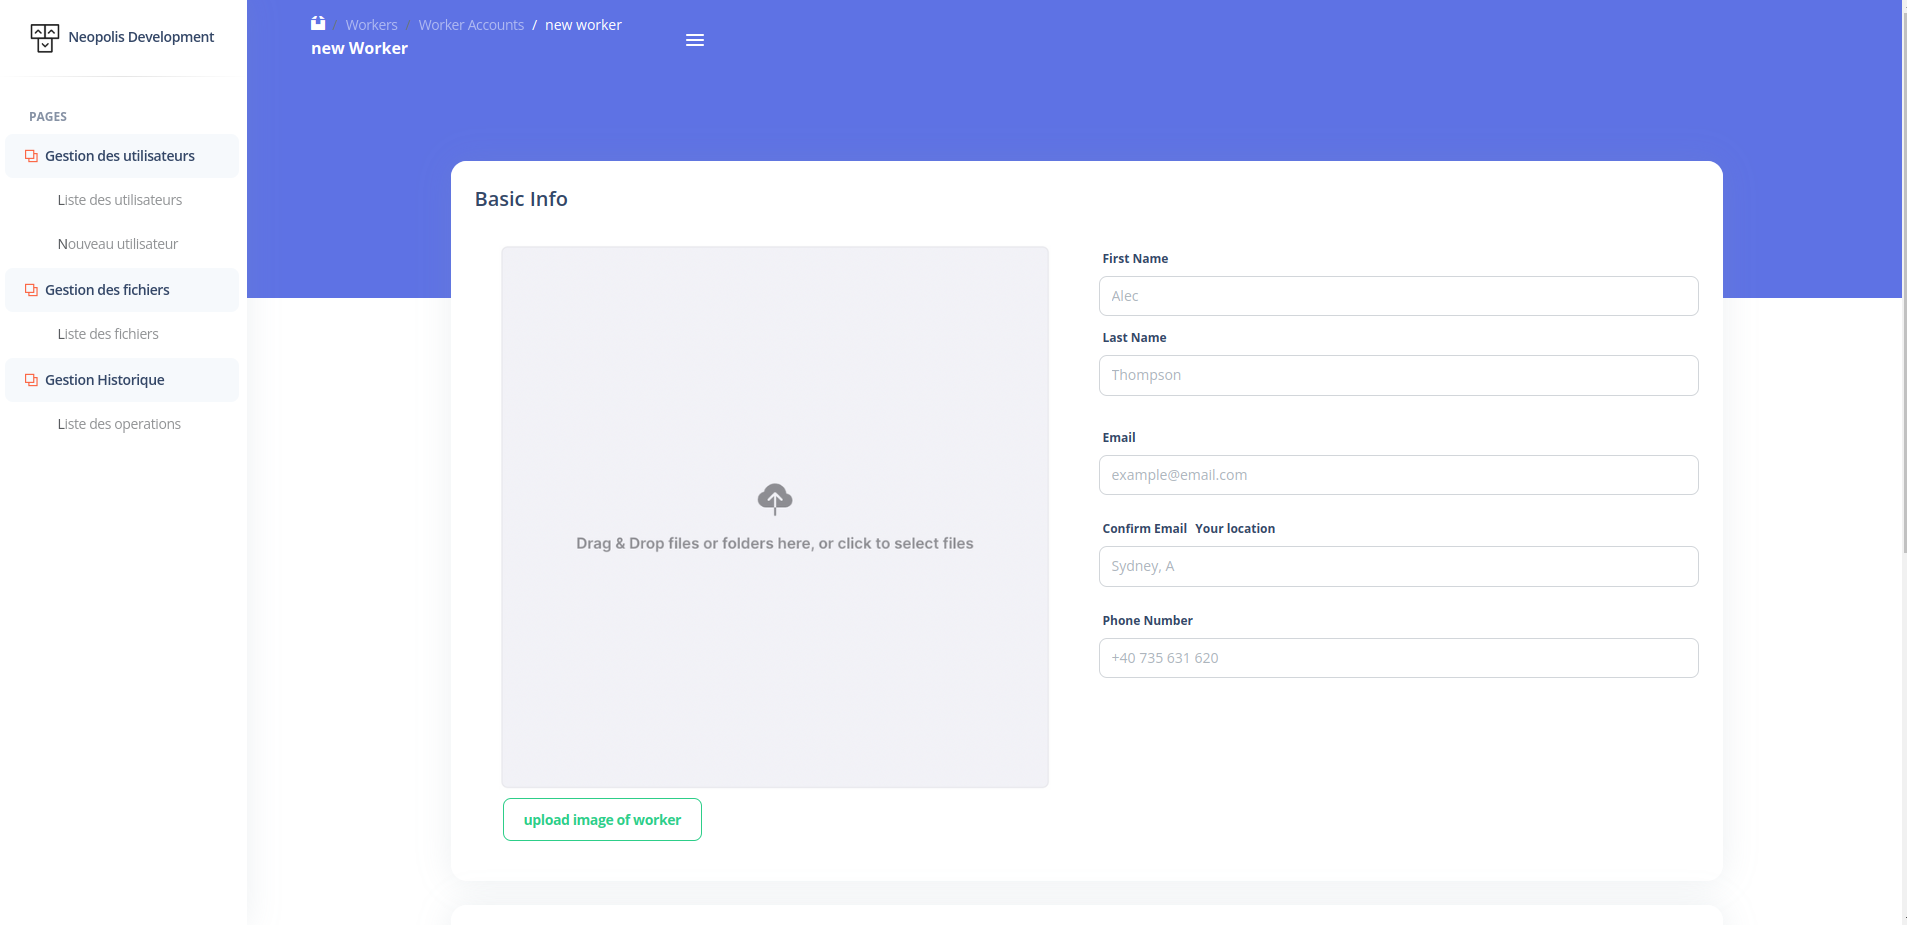 Neopolis Development
PAGES
Gestion des utilisateurs
Liste des utilisateurs
Nouveau utilisateur
Gestion des fichiers
Liste des fichiers
Gestion Historique
Liste des operations
/ Workers / Worker Accounts / new worker
new Worker
Basic Info
Drag & Drop files or folders here, or click to select files
upload image of worker
First Name
Alec
Last Name
Thompson
Email
example@email.com
Confirm Email Your location
Sydney, A
Phone Number
+40 735 631 620